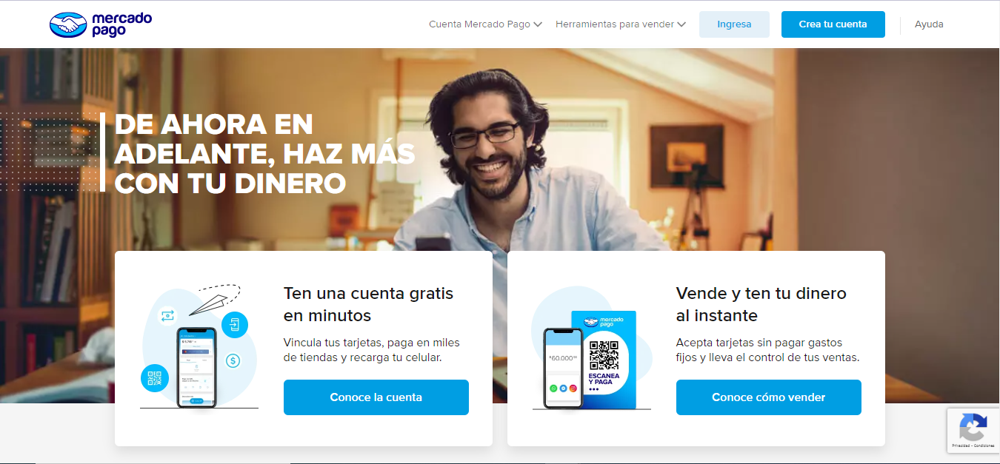 mercado
pago
Cuenta Mercado Pago
Herramientas para vender
Ingresa
Crea tu cuenta
Ayuda
DE AHORA EN
ADELANTE, HAZ MÁS
CON TU DINERO
Ten una cuenta gratis
en minutos
Vincula tus tarjetas, paga en miles
de tiendas y recarga tu celular.
Conoce la cuenta
mercado
pago
$60.000⁰⁰
ESCANEA
Y PAGA
Vende y ten tu dinero
al instante
Acepta tarjetas sin pagar gastos
fijos y lleva el control de tus ventas.
Conoce cómo vender
Privacidad - Condiciones